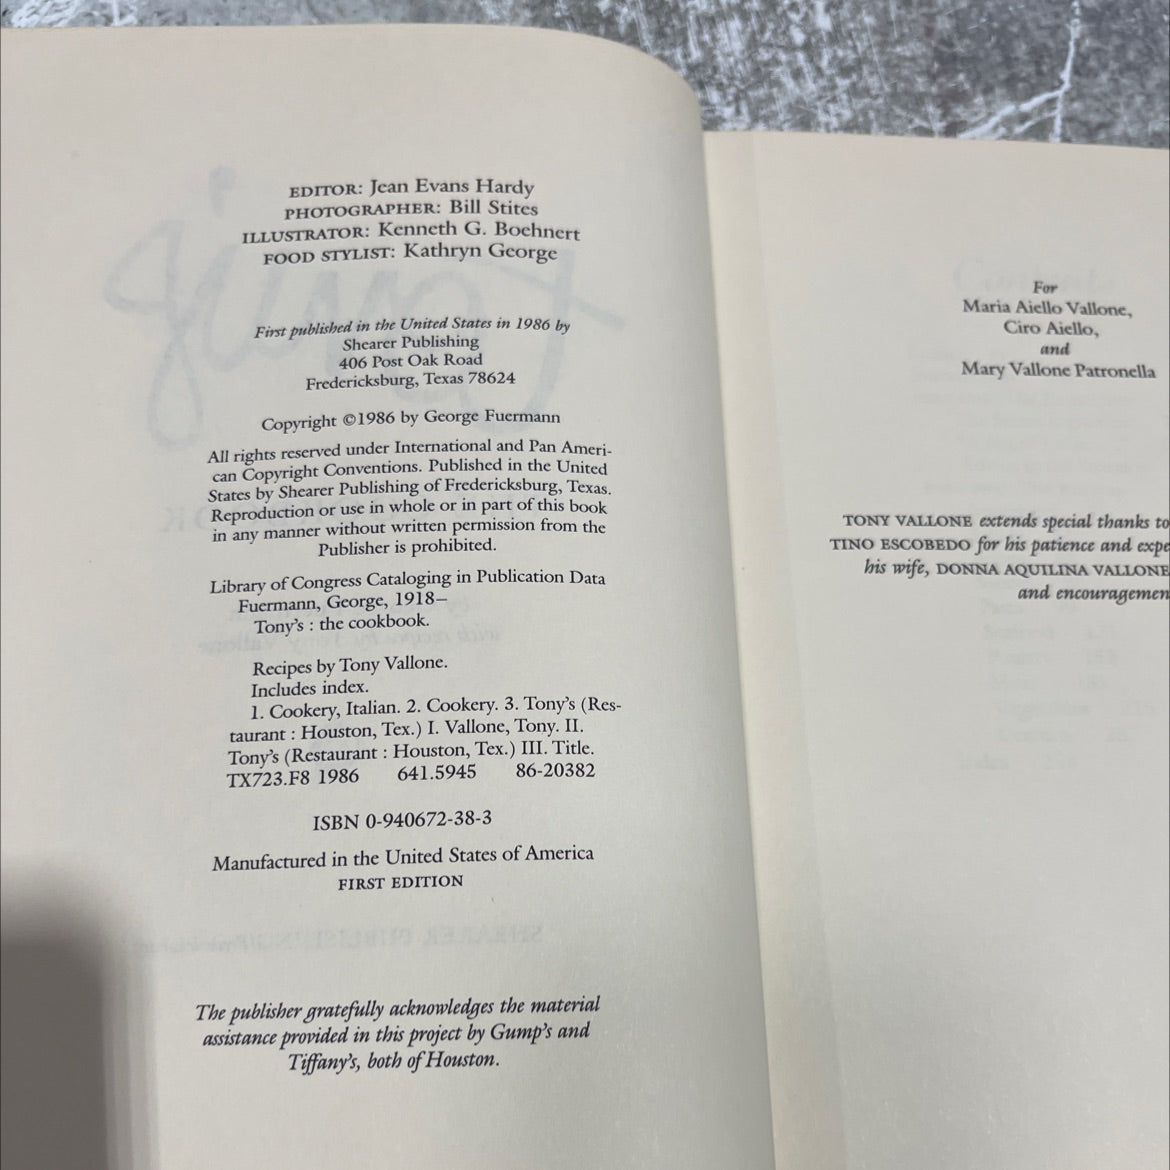 EDITOR: Jean Evans Hardy
PHOTOGRAPHER: Bill Stites
ILLUSTRATOR: Kenneth G. Boehnert
FOOD STYLIST: Kathryn George
First published in the United States in 1986 by
Shearer Publishing
406 Post Oak Road
Fredericksburg, Texas 78624
Copyright ©1986 by George Fuermann
All rights reserved under International and Pan Ameri-
can Copyright Conventions. Published in the United
States by Shearer Publishing of Fredericksburg, Texas.
Reproduction or use in whole or in part of this book
in any manner without written permission from the
Publisher is prohibited.
Library of Congress Cataloging in Publication Data
Fuermann, George, 1918–
Tony's : the cookbook.
Recipes by Tony Vallone.
Includes index.
1. Cookery, Italian. 2. Cookery. 3. Tony's (Res-
taurant : Houston, Tex.) I. Vallone, Tony. II.
Tony's (Restaurant : Houston, Tex.) III. Title.
TX723.F8 1986 641.5945 86-20382
ISBN 0-940672-38-3
Manufactured in the United States of America
FIRST EDITION
The publisher gratefully acknowledges the material
assistance provided in this project by Gump's and
Tiffany's, both of Houston.
For
Maria Aiello Vallone,
Ciro Aiello,
and
Mary Vallone Patronella
TONY VALLONE extends special thanks to
TINO ESCOBEDO for his patience and expe
his wife, DONNA AQUILINA VALLONE
and encouragemen